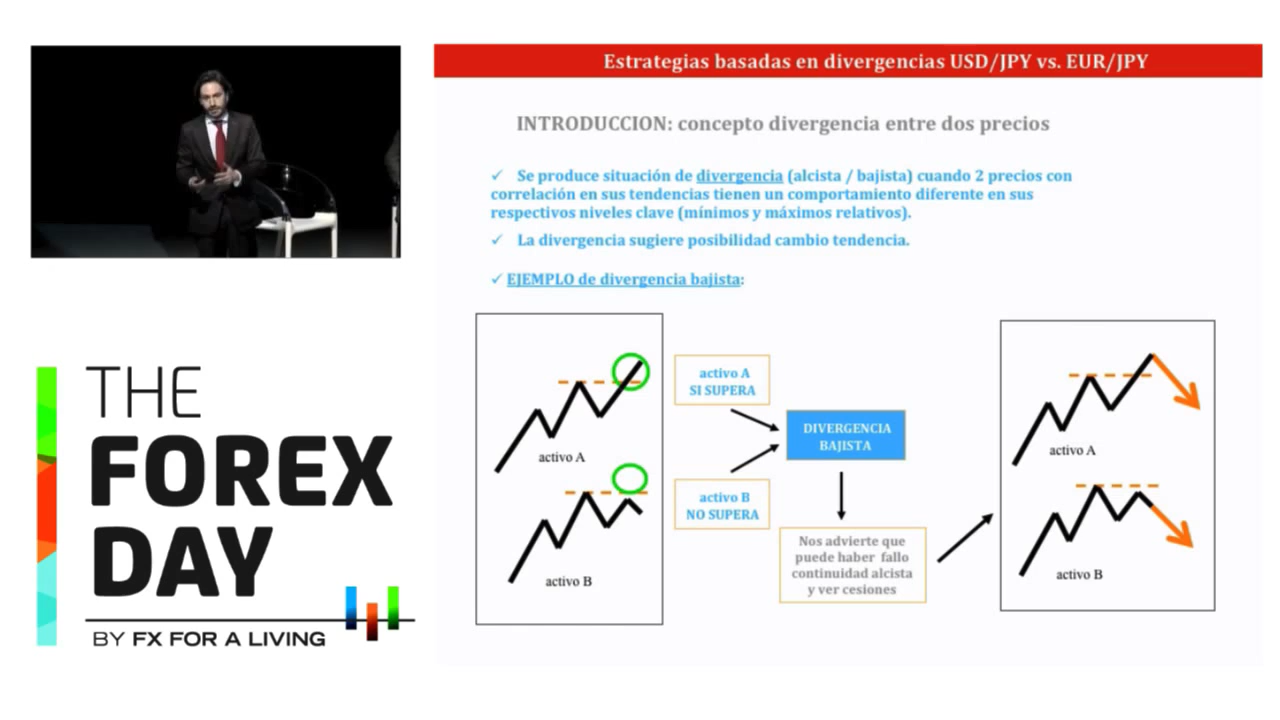 Estrategias basadas en divergencias USD/JPY vs. EUR/JPY
INTRODUCCION: concepto divergencia entre dos precios
✓ Se produce situación de divergencia (alcista / bajista) cuando 2 precios con
correlación en sus tendencias tienen un comportamiento diferente en sus
respectivos niveles clave (mínimos y máximos relativos).
✓ La divergencia sugiere posibilidad cambio tendencia.
✓ EJEMPLO de divergencia bajista:
activo A
activo B
activo A
SI SUPERA
activo B
NO SUPERA
DIVERGENCIA
BAJISTA
Nos advierte que
puede haber fallo
continuidad alcista
y ver cesiones
activo A
activo B
THE
FOREX
DAY
BY FX FOR A LIVING